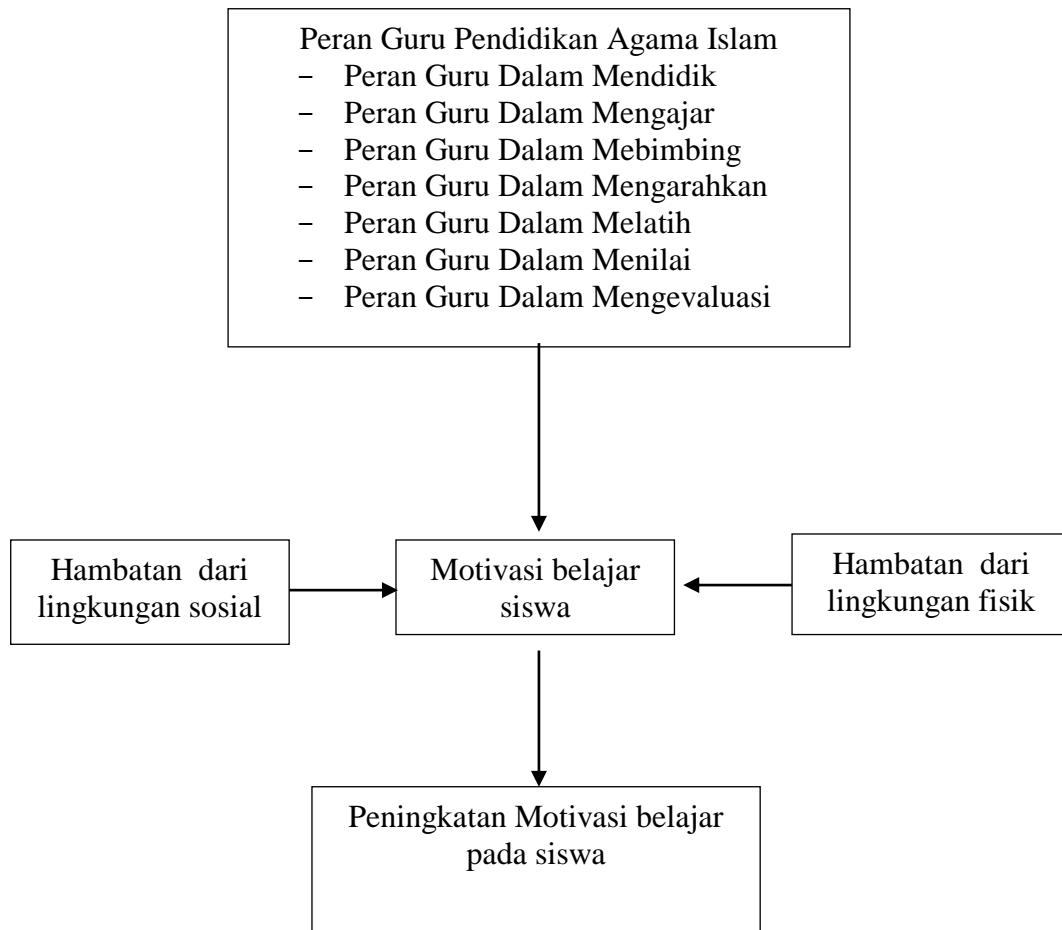 Peran Guru Pendidikan Agama Islam
− Peran Guru Dalam Mendidik
− Peran Guru Dalam Mengajar
− Peran Guru Dalam Mebimbing
− Peran Guru Dalam Mengarahkan
− Peran Guru Dalam Melatih
− Peran Guru Dalam Menilai
− Peran Guru Dalam Mengevaluasi
Hambatan dari
lingkungan sosial
Motivasi belajar
siswa
Hambatan dari
lingkungan fisik
Peningkatan Motivasi belajar
pada siswa